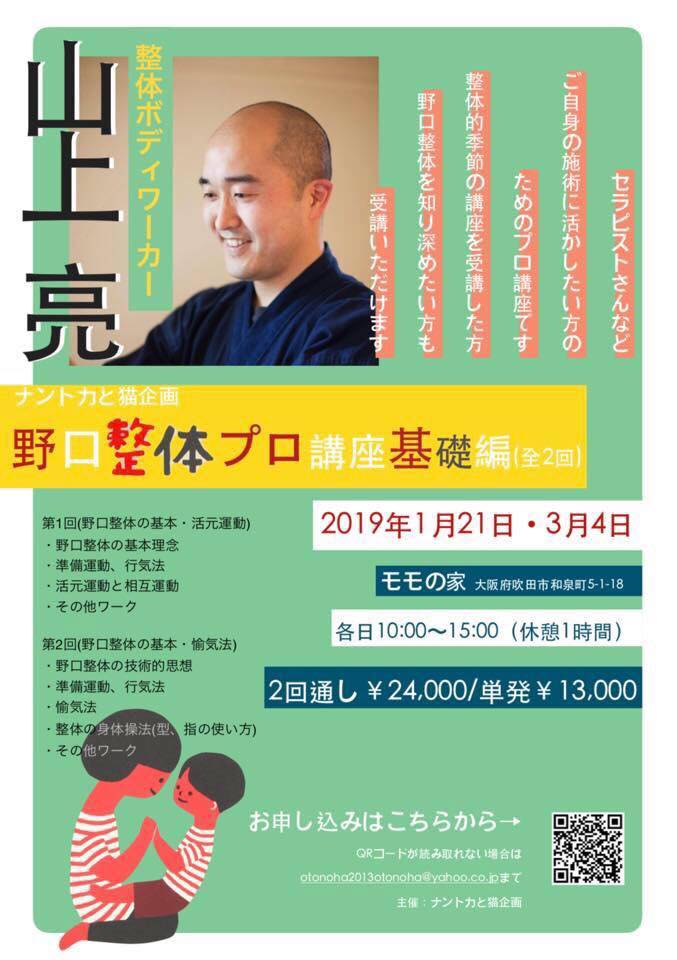 山上 亮
整体ボディワーカー
セラピストさんなど
ご自身の施術に活かしたい方の
ためのプロ講座です
整体的季節の講座を受講した方
野口整体を知り深めたい方も
受講いただけます
ナントカと猫企画
野口整体プロ講座基礎編(全2回)
第1回(野口整体の基本・活元運動)
・野口整体の基本理念
・準備運動、行気法
・活元運動と相互運動
・その他ワーク
第2回(野口整体の基本・愉気法)
・野口整体の技術的思想
・準備運動、行気法
・愉気法
・整体の身体操法(型、指の使い方)
・その他ワーク
2019年1月21日・3月4日
モモの家 大阪府吹田市和泉町5-1-18
各日10:00〜15:00（休憩1時間）
2回通し￥24,000/単発￥13,000
お申し込みはこちらから→
QRコードが読み取れない場合は
otonoha2013otonoha@yahoo.co.jpまで
主催：ナントカと猫企画